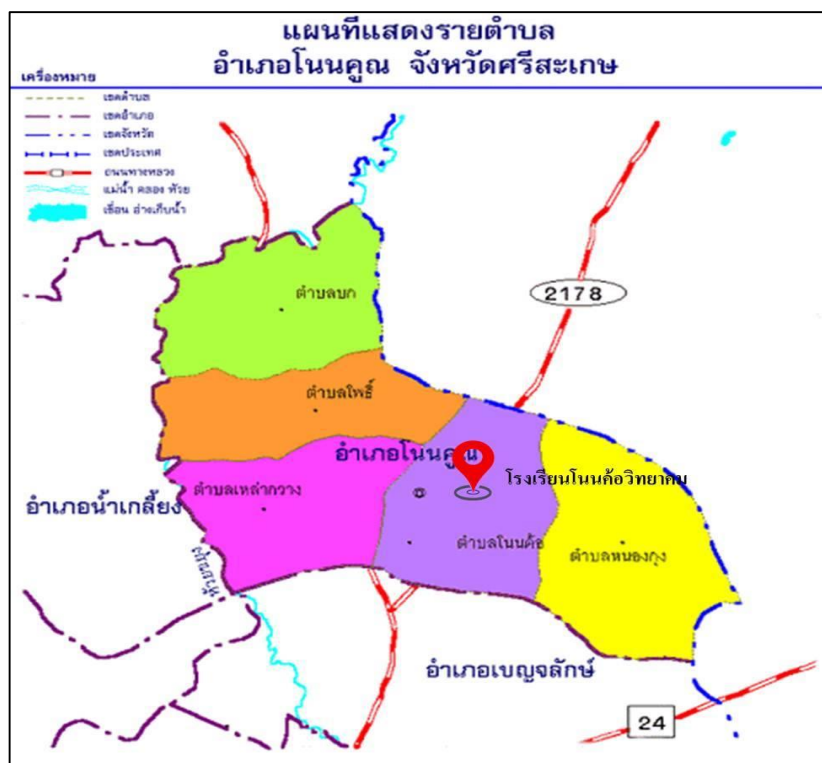 แผนที่แสดงรายตำบล
อำเภอโนนคูณ จังหวัดศรีสะเกษ
เครื่องหมาย
เขตตำบล
เขตอำเภอ
เขตจังหวัด
เขตประเทศ
ถนนทางหลวง
แม่น้ำ คลอง ห้วย
เขื่อน อ่างเก็บน้ำ
ตำบลบก
2178
ตำบลโพธิ์
อำเภอโนนคูณ
โรงเรียนโนนค้อวิทยาคม
ตำบลเหล่ากวาง
อำเภอน้ำเกลี้ยง
ตำบลโนนค้อ
ตำบลหนองกุง
อำเภอเบญจลักษ์
24